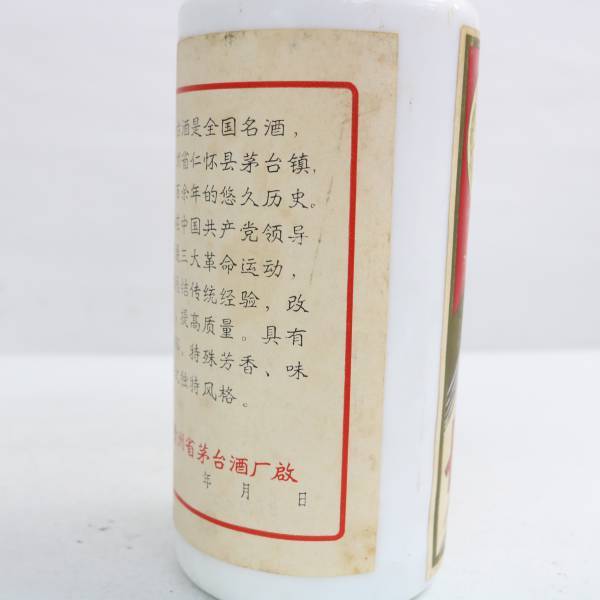 台酒是全国名酒，
省仁怀县茅台镇，
百余年的悠久历史。
在中国共产党领导
三大革命运动，
结传统经验，改
提高质量。具有
、特殊芳香、味
独特风格。
州省茅台酒厂啟
年 月 日